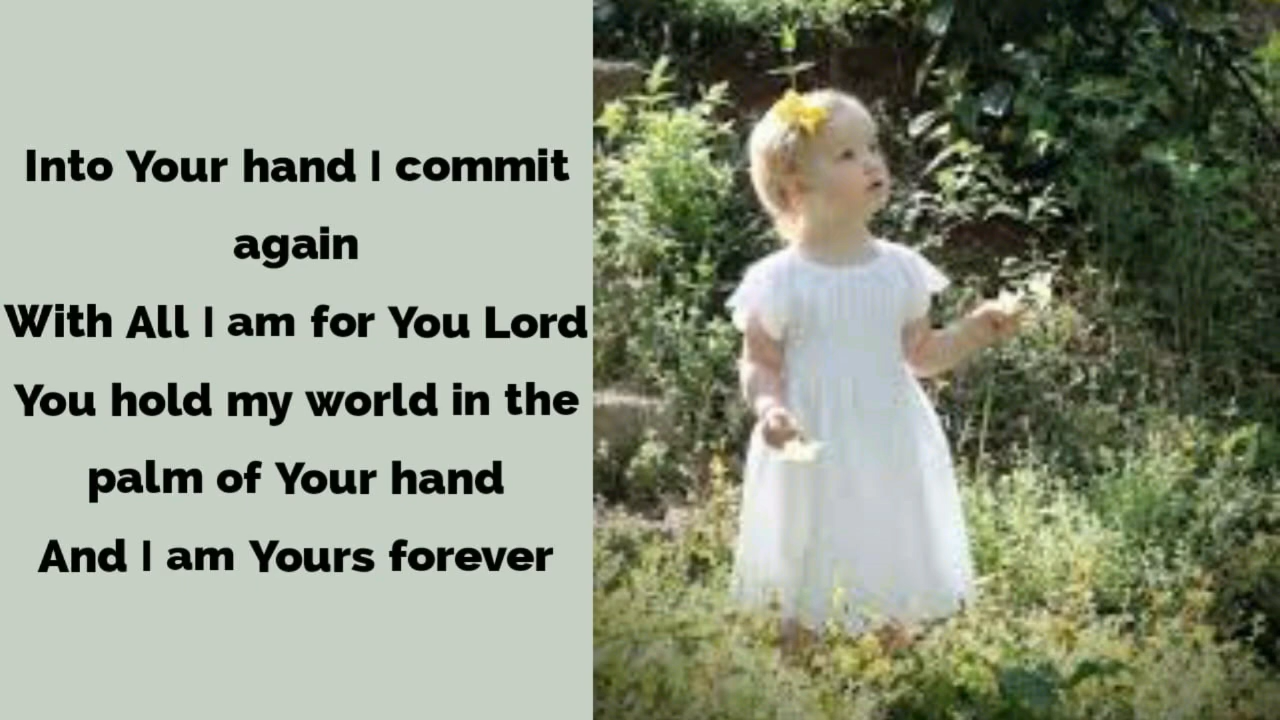 Into Your hand I commit
again
With All I am for You Lord
You hold my world in the
palm of Your hand
And I am Yours forever